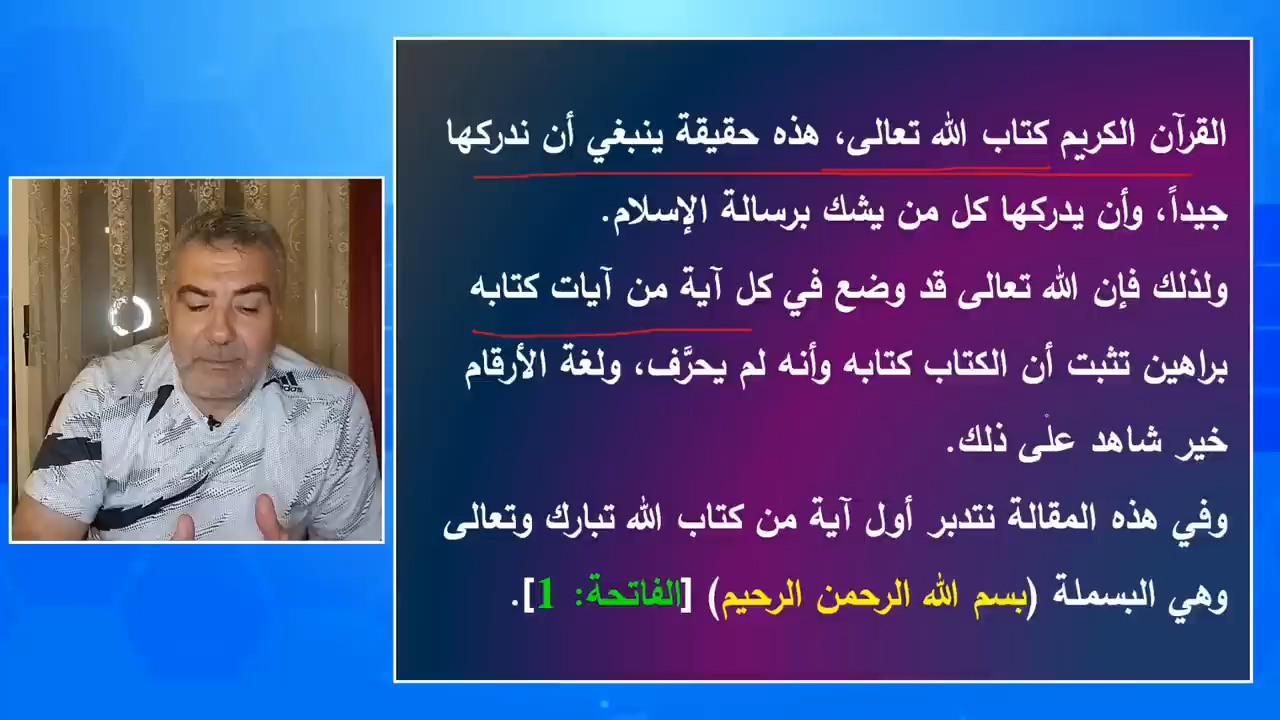 القرآن الكريم كتاب الله تعالى، هذه حقيقة ينبغي أن ندركها
جيداً، وأن يدركها كل من يشك برسالة الإسلام.
ولذلك فإن الله تعالى قد وضع في كل آية من آيات كتابه
براهين تثبت أن الكتاب كتابه وأنه لم يحرَّف، ولغة الأرقام
خير شاهد على ذلك.
وفي هذه المقالة نتدبر أول آية من كتاب الله تبارك وتعالى
وهي البسملة (بسم الله الرحمن الرحيم) [الفاتحة: 1].
adidas